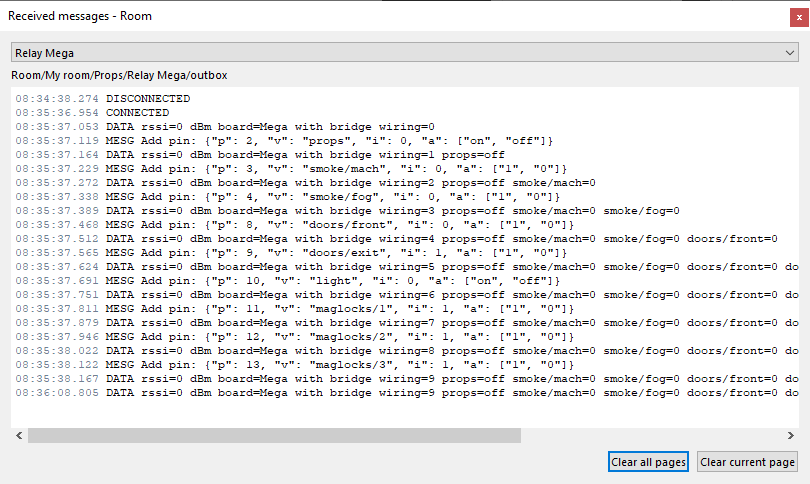 Received messages - Room
x
Relay Mega
Room/My room/Props/Relay Mega/outbox
08:34:38.274 DISCONNECTED
08:35:36.954 CONNECTED
08:35:37.053 DATA rssi=0 dBm board=Mega with bridge wiring=0
08:35:37.119 MESG Add pin: {"p": 2, "v": "props", "i": 0, "a": ["on", "off"]}
08:35:37.164 DATA rssi=0 dBm board=Mega with bridge wiring=1 props=off
08:35:37.229 MESG Add pin: {"p": 3, "v": "smoke/mach", "i": 0, "a": ["1", "0"]}
08:35:37.272 DATA rssi=0 dBm board=Mega with bridge wiring=2 props=off smoke/mach=0
08:35:37.338 MESG Add pin: {"p": 4, "v": "smoke/fog", "i": 0, "a": ["1", "0"]}
08:35:37.389 DATA rssi=0 dBm board=Mega with bridge wiring=3 props=off smoke/mach=0 smoke/fog=0
08:35:37.468 MESG Add pin: {"p": 8, "v": "doors/front", "i": 0, "a": ["1", "0"]}
08:35:37.512 DATA rssi=0 dBm board=Mega with bridge wiring=4 props=off smoke/mach=0 smoke/fog=0 doors/front=0
08:35:37.565 MESG Add pin: {"p": 9, "v": "doors/exit", "i": 1, "a": ["1", "0"]}
08:35:37.624 DATA rssi=0 dBm board=Mega with bridge wiring=5 props=off smoke/mach=0 smoke/fog=0 doors/front=0 do
08:35:37.691 MESG Add pin: {"p": 10, "v": "light", "i": 0, "a": ["on", "off"]}
08:35:37.751 DATA rssi=0 dBm board=Mega with bridge wiring=6 props=off smoke/mach=0 smoke/fog=0 doors/front=0 do
08:35:37.811 MESG Add pin: {"p": 11, "v": "maglocks/1", "i": 1, "a": ["1", "0"]}
08:35:37.879 DATA rssi=0 dBm board=Mega with bridge wiring=7 props=off smoke/mach=0 smoke/fog=0 doors/front=0 do
08:35:37.946 MESG Add pin: {"p": 12, "v": "maglocks/2", "i": 1, "a": ["1", "0"]}
08:35:38.022 DATA rssi=0 dBm board=Mega with bridge wiring=8 props=off smoke/mach=0 smoke/fog=0 doors/front=0 do
08:35:38.122 MESG Add pin: {"p": 13, "v": "maglocks/3", "i": 1, "a": ["1", "0"]}
08:35:38.167 DATA rssi=0 dBm board=Mega with bridge wiring=9 props=off smoke/mach=0 smoke/fog=0 doors/front=0 do
08:36:08.805 DATA rssi=0 dBm board=Mega with bridge wiring=9 props=off smoke/mach=0 smoke/fog=0 doors/front=0 do
Clear all pages Clear current page